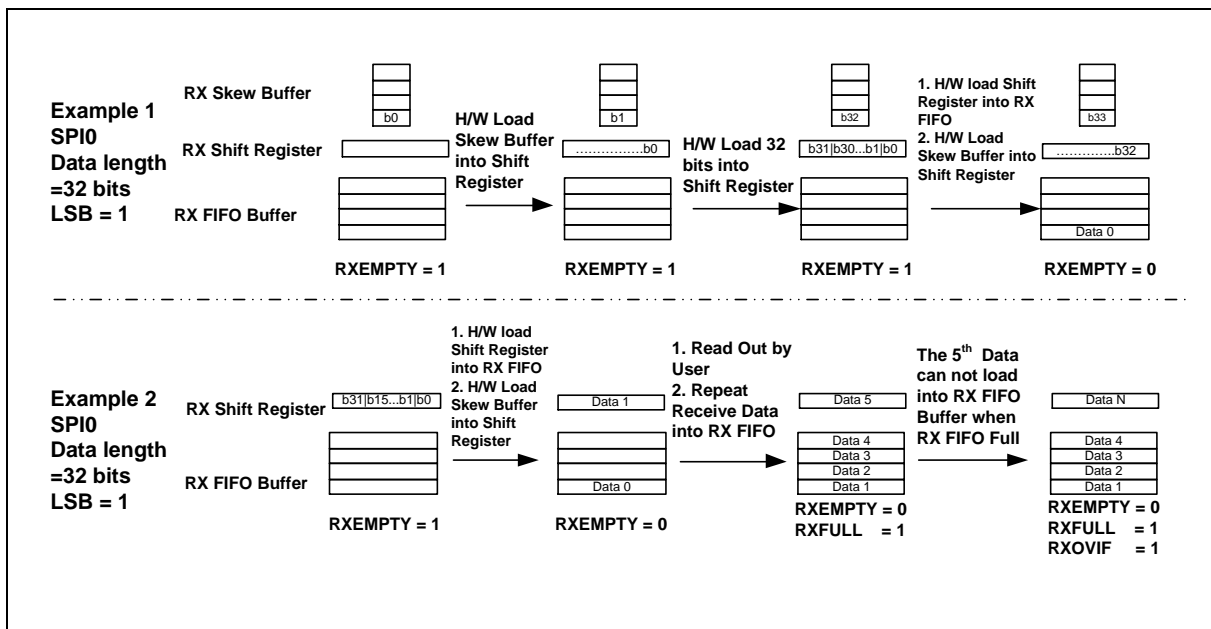 Example 1
SPI0
Data length
=32 bits
LSB = 1
RX Skew Buffer
RX Shift Register
RX FIFO Buffer
b0
RXEMPTY = 1
H/W Load
Skew Buffer
into Shift
Register
b1
................b0
RXEMPTY = 1
H/W Load 32
bits into
Shift Register
b32
b31|b30...b1|b0
RXEMPTY = 1
1. H/W load Shift
Register into RX
FIFO
2. H/W Load
Skew Buffer into
Shift Register
b33
..............b32
Data 0
RXEMPTY = 0
Example 2
SPI0
Data length
=32 bits
LSB = 1
RX Shift Register
RX FIFO Buffer
b31|b15...b1|b0
RXEMPTY = 1
1. H/W load
Shift Register
into RX FIFO
2. H/W Load
Skew Buffer
into Shift
Register
Data 1
Data 0
RXEMPTY = 0
1. Read Out by
User
2. Repeat
Receive Data
into RX FIFO
Data 5
Data 4
Data 3
Data 2
Data 1
RXEMPTY = 0
RXFULL = 1
The 5th Data
can not load
into RX FIFO
Buffer when
RX FIFO Full
Data N
Data 4
Data 3
Data 2
Data 1
RXEMPTY = 0
RXFULL = 1
RXOVIF = 1